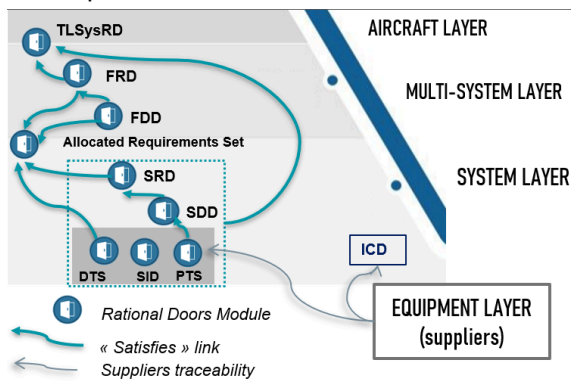 TLSysRD
AIRCRAFT LAYER
FRD
MULTI-SYSTEM LAYER
FDD
Allocated Requirements Set
SRD
SYSTEM LAYER
SDD
ICD
DTS SID PTS
EQUIPMENT LAYER
(suppliers)
Rational Doors Module
« Satisfies » link
Suppliers traceability